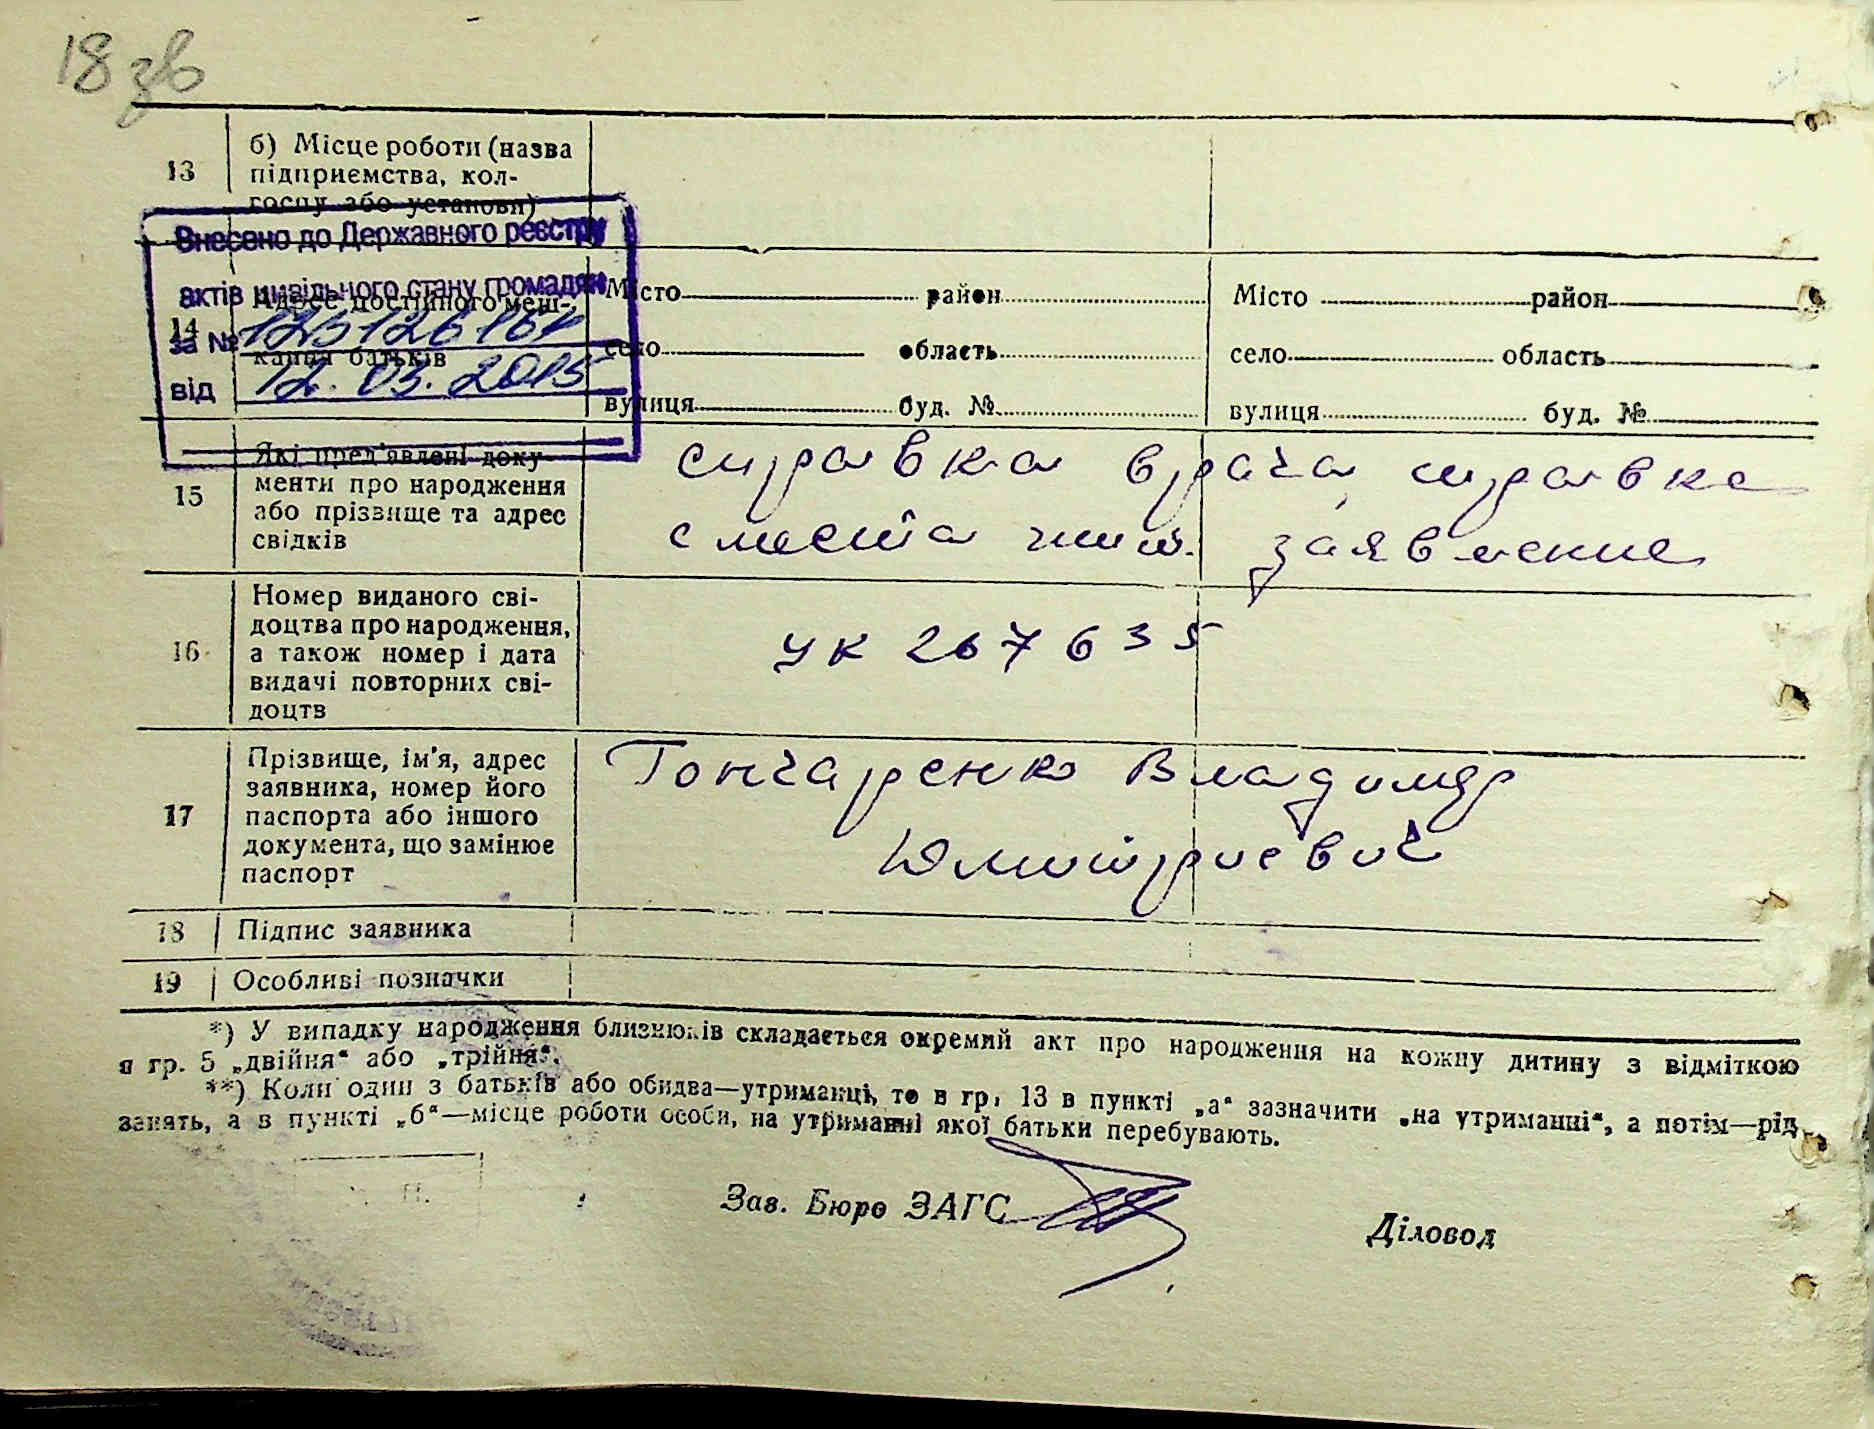 18 зв
13 б) Місце роботи (назва
підприємства, кол-
госпу або установи)
Внесено до Державного реєстру
актів цивільного стану громадян
за №
від 12.03.2015
14 Адрес постійного меш-
кання батьків
Місто район Місто район
село область село область
вулиця буд. № вулиця буд. №
15 Які пред'явлені доку-
менти про народження
або прізвище та адрес
свідків
справка врача, справка
с места жит. заявление
16 Номер виданого сві-
доцтва про народження,
а також номер і дата
видачі повторних сві-
доцтв
УК 267635
17 Прізвище, ім'я, адрес
заявника, номер його
паспорта або іншого
документа, що замінює
паспорт
Гончаренко Владимир
Дмитриевич
18 Підпис заявника
19 Особливі позначки
*) У випадку народження близнюків складається окремий акт про народження на кожну дитину з відміткою
в гр. 5 „двійня“ або „трійня“.
**) Коли один з батьків або обидва—утриманці, то в гр. 13 в пункті „а“ зазначити „на утриманні“, а потім—рід
занять, а в пункті „б“—місце роботи особи, на утриманні якої батьки перебувають.
Зав. Бюро ЗАГС Діловод